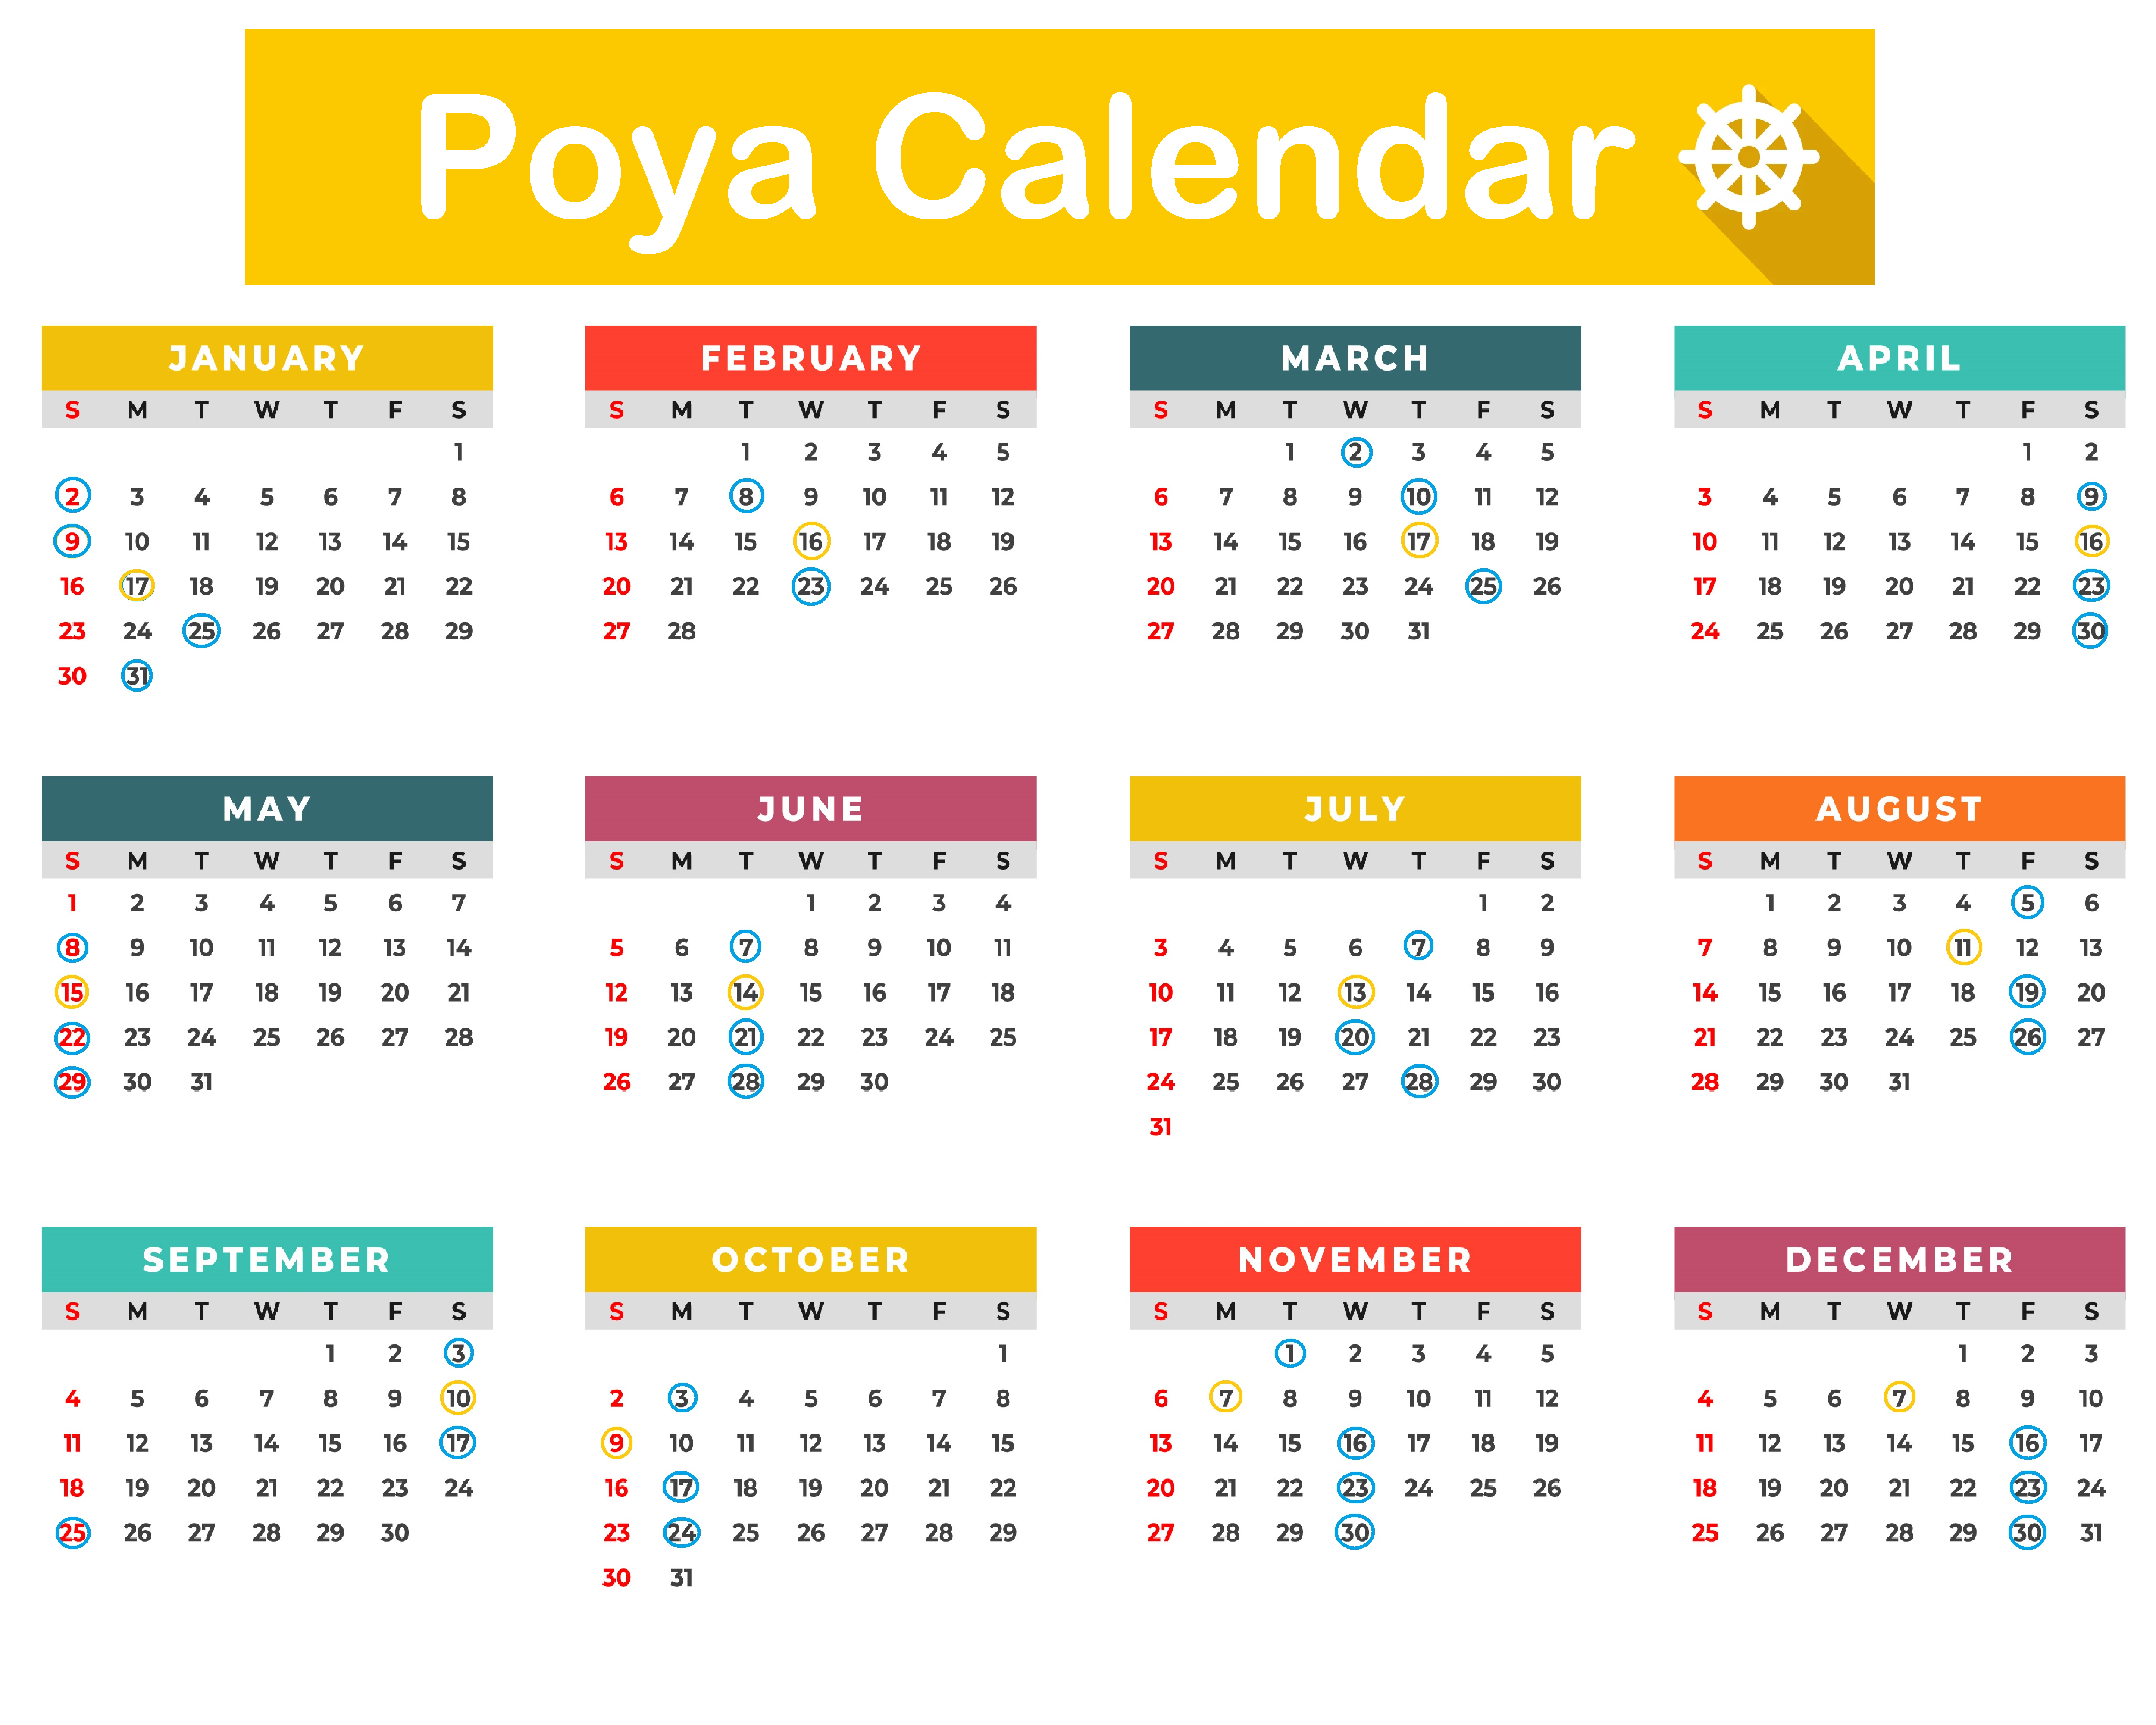 Poya Calendar
JANUARY
S M T W T F S
1
2 3 4 5 6 7 8
9 10 11 12 13 14 15
16 17 18 19 20 21 22
23 24 25 26 27 28 29
30 31
FEBRUARY
S M T W T F S
1 2 3 4 5
6 7 8 9 10 11 12
13 14 15 16 17 18 19
20 21 22 23 24 25 26
27 28
MARCH
S M T W T F S
1 2 3 4 5
6 7 8 9 10 11 12
13 14 15 16 17 18 19
20 21 22 23 24 25 26
27 28 29 30 31
APRIL
S M T W T F S
1 2
3 4 5 6 7 8 9
10 11 12 13 14 15 16
17 18 19 20 21 22 23
24 25 26 27 28 29 30
MAY
S M T W T F S
1 2 3 4 5 6 7
8 9 10 11 12 13 14
15 16 17 18 19 20 21
22 23 24 25 26 27 28
29 30 31
JUNE
S M T W T F S
1 2 3 4
5 6 7 8 9 10 11
12 13 14 15 16 17 18
19 20 21 22 23 24 25
26 27 28 29 30
JULY
S M T W T F S
1 2
3 4 5 6 7 8 9
10 11 12 13 14 15 16
17 18 19 20 21 22 23
24 25 26 27 28 29 30
31
AUGUST
S M T W T F S
1 2 3 4 5 6
7 8 9 10 11 12 13
14 15 16 17 18 19 20
21 22 23 24 25 26 27
28 29 30 31
SEPTEMBER
S M T W T F S
1 2 3
4 5 6 7 8 9 10
11 12 13 14 15 16 17
18 19 20 21 22 23 24
25 26 27 28 29 30
OCTOBER
S M T W T F S
1
2 3 4 5 6 7 8
9 10 11 12 13 14 15
16 17 18 19 20 21 22
23 24 25 26 27 28 29
30 31
NOVEMBER
S M T W T F S
1 2 3 4 5
6 7 8 9 10 11 12
13 14 15 16 17 18 19
20 21 22 23 24 25 26
27 28 29 30
DECEMBER
S M T W T F S
1 2 3
4 5 6 7 8 9 10
11 12 13 14 15 16 17
18 19 20 21 22 23 24
25 26 27 28 29 30 31